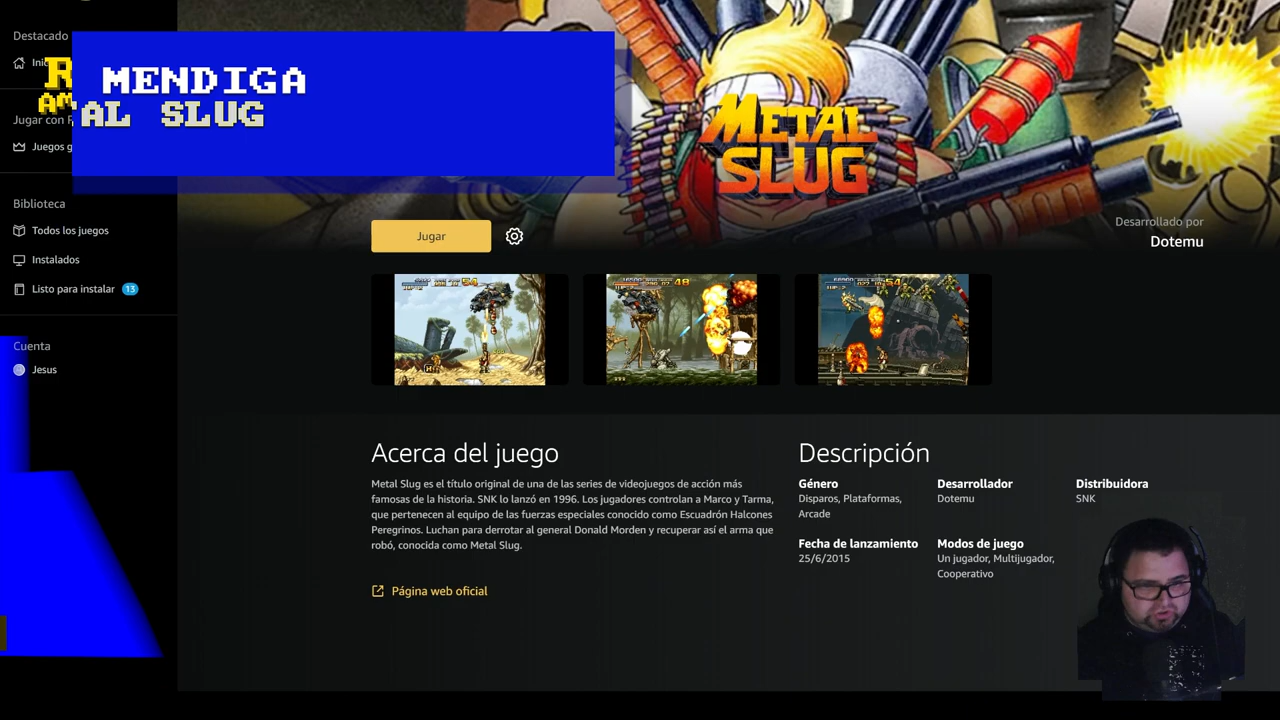 Destacado
R
MENDIGA
AM
TAL SLUG
Jugar con
Juegos g
Biblioteca
Todos los juegos
Instalados
Listo para instalar 13
Cuenta
Jesus
METAL
SLUG
Jugar
Desarrollado por
Dotemu
Acerca del juego
Metal Slug es el título original de una de las series de videojuegos de acción más
famosas de la historia. SNK lo lanzó en 1996. Los jugadores controlan a Marco y Tarma,
que pertenecen al equipo de las fuerzas especiales conocido como Escuadrón Halcones
Peregrinos. Luchan para derrotar al general Donald Morden y recuperar así el arma que
robó, conocida como Metal Slug.
Página web oficial
Descripción
Género
Disparos, Plataformas,
Arcade
Desarrollador
Dotemu
Distribuidora
SNK
Fecha de lanzamiento
25/6/2015
Modos de juego
Un jugador, Multijugador,
Cooperativo